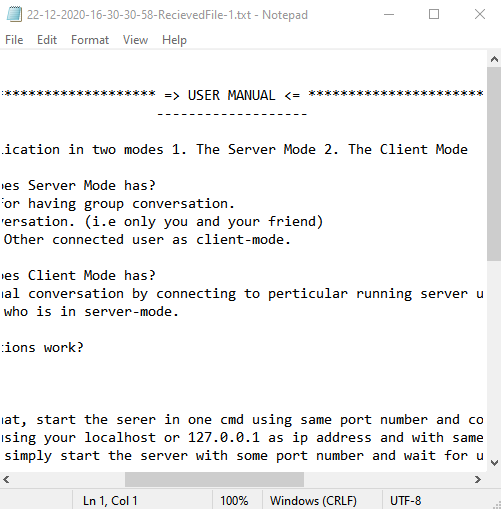 22-12-2020-16-30-30-58-RecievedFile-1.txt - Notepad
File Edit Format View Help
******************* => USER MANUAL <= **********************
-------------------
ication in two modes 1. The Server Mode 2. The Client Mode
oes Server Mode has?
for having group conversation.
versation. (i.e only you and your friend)
Other connected user as client-mode.
oes Client Mode has?
al conversation by connecting to perticular running server u
who is in server-mode.
tions work?
hat, start the serer in one cmd using same port number and co
using your localhost or 127.0.0.1 as ip address and with same
simply start the server with some port number and wait for u
Ln 1, Col 1 100% Windows (CRLF) UTF-8